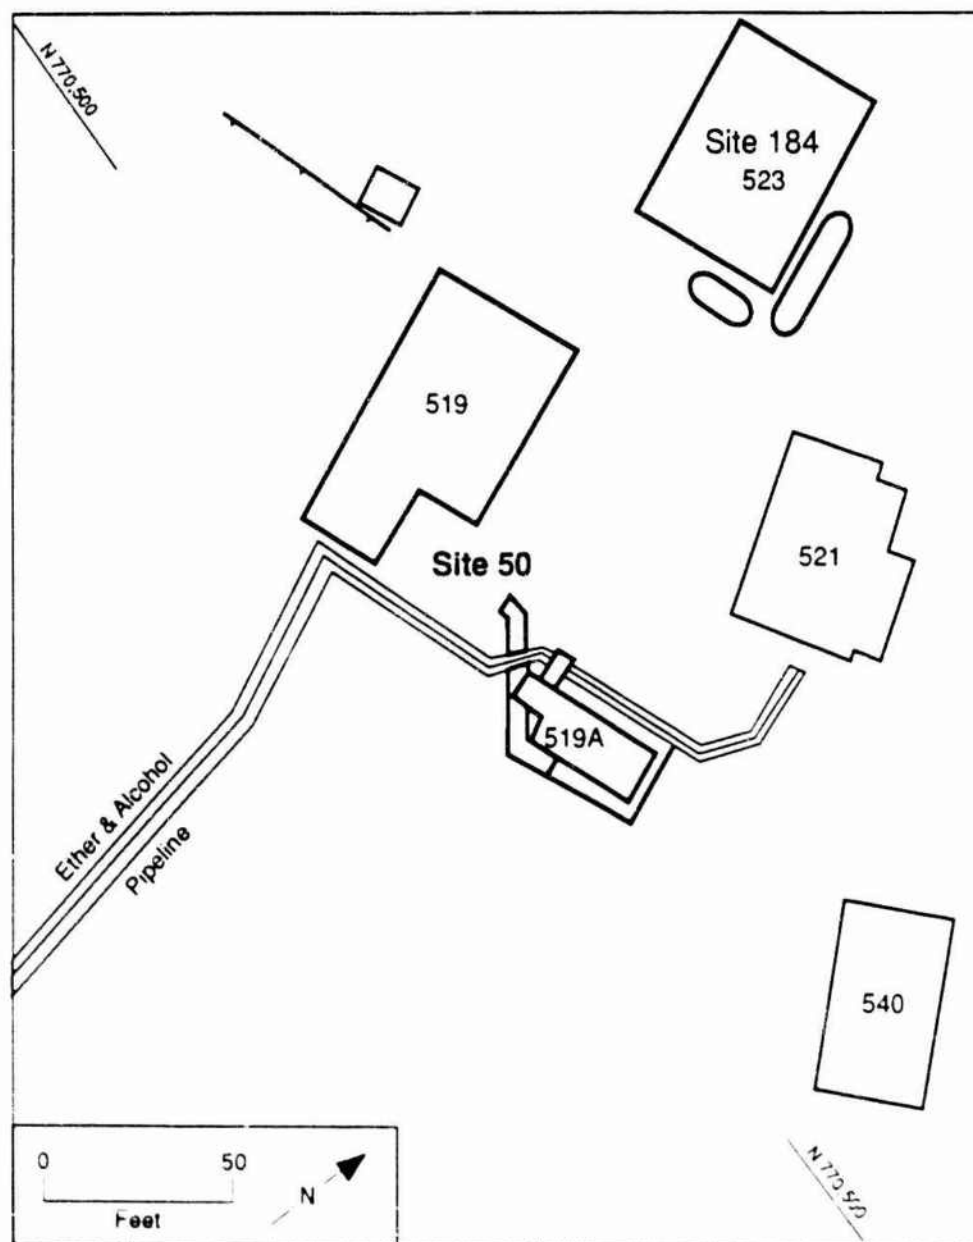 N 770,500
Site 184
523
519
Site 50
521
519A
Ether & Alcohol
Pipeline
540
0 50
Feet
N